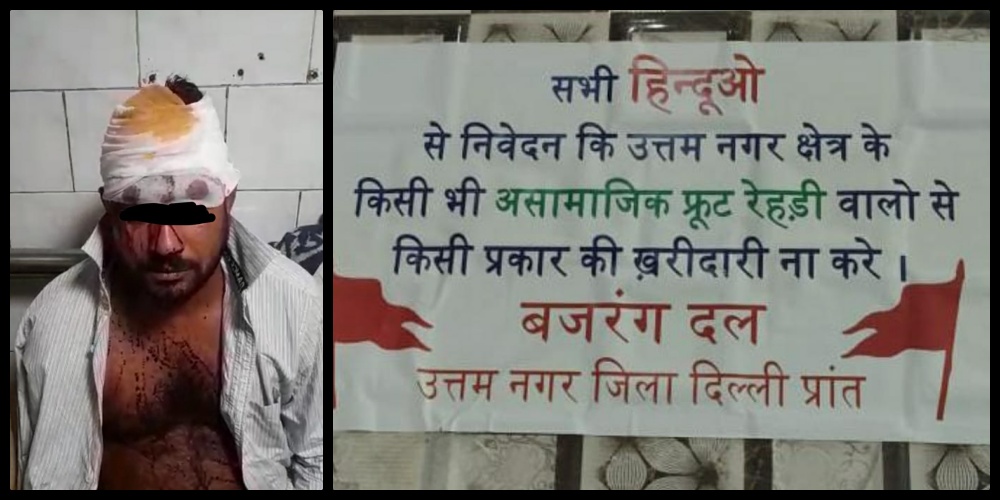 सभी हिन्दूओ
से निवेदन कि उत्तम नगर क्षेत्र के
किसी भी असामाजिक फ्रूट रेहड़ी वालो से
किसी प्रकार की ख़रीदारी ना करे ।
बजरंग दल
उत्तम नगर जिला दिल्ली प्रांत